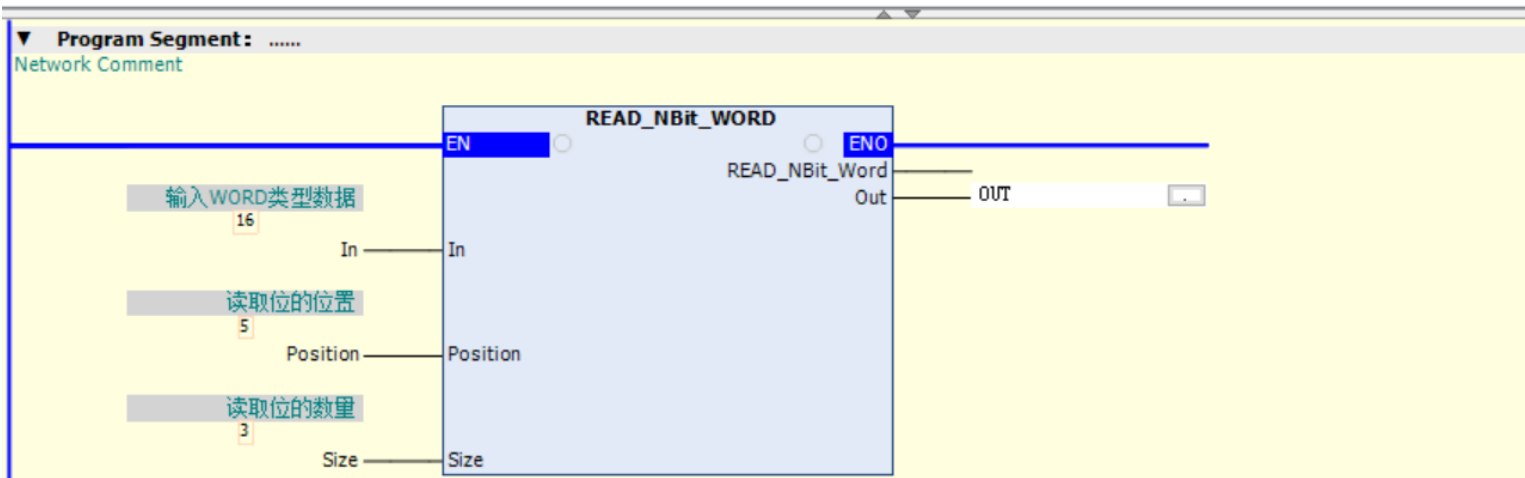 Program Segment： ......
Network Comment
READ_NBit_WORD
EN ENO
READ_NBit_Word
输入WORD类型数据
Out OUT .
16
In In
读取位的位置
5
Position Position
读取位的数量
3
Size Size